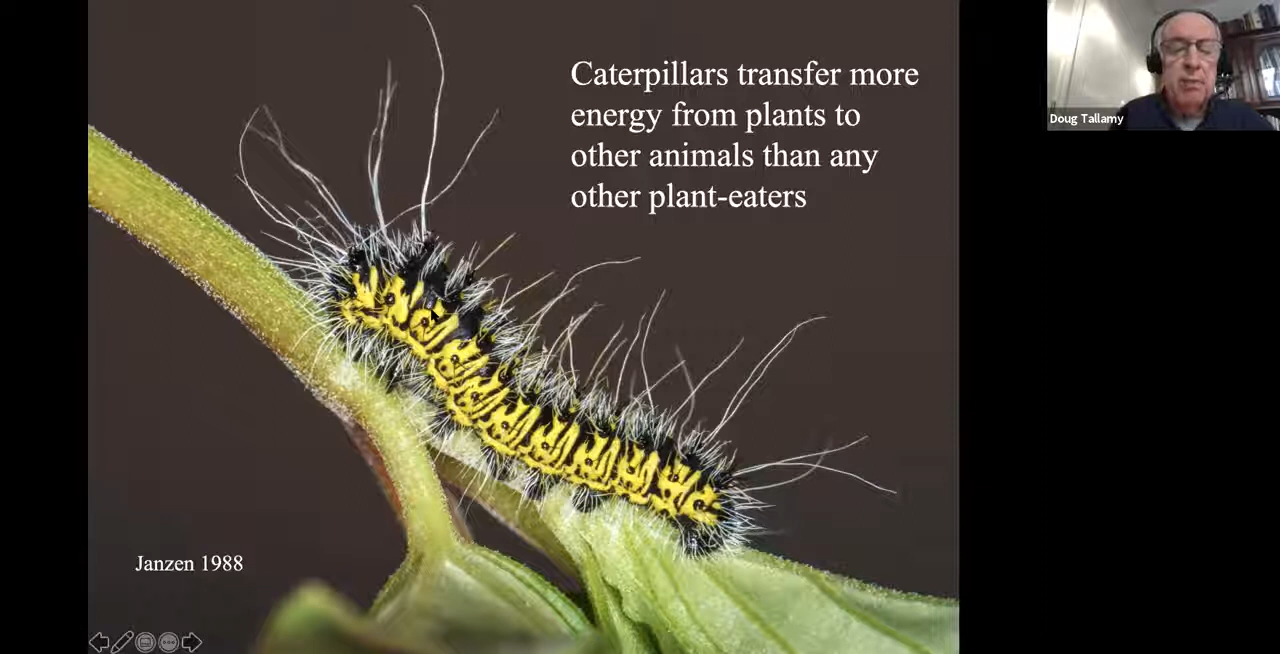 Caterpillars transfer more
energy from plants to
other animals than any
other plant-eaters
Doug Tallamy
Janzen 1988